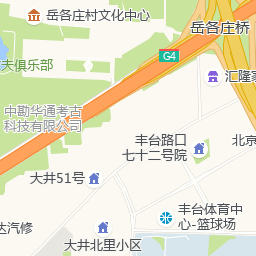 岳各庄村文化中心
岳各庄桥
G4
夫俱乐部
汇隆家
中勘华通考古
科技有限公司
丰台路口
七十二号院
北京
大井51号
丰台体育中
心-篮球场
达汽修
大井北里小区